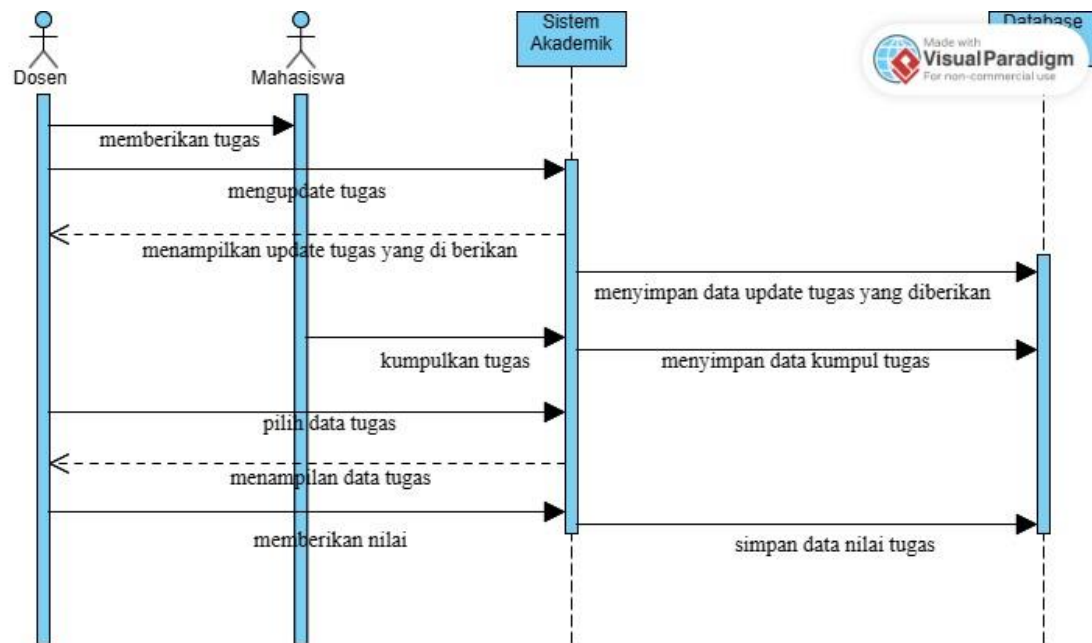 Sistem
Akademik
Database
Made with
Visual Paradigm
For non-commercial use
Dosen
Mahasiswa
memberikan tugas
mengupdate tugas
menampilkan update tugas yang di berikan
menyimpan data update tugas yang diberikan
kumpulkan tugas
menyimpan data kumpul tugas
pilih data tugas
menampilan data tugas
memberikan nilai
simpan data nilai tugas